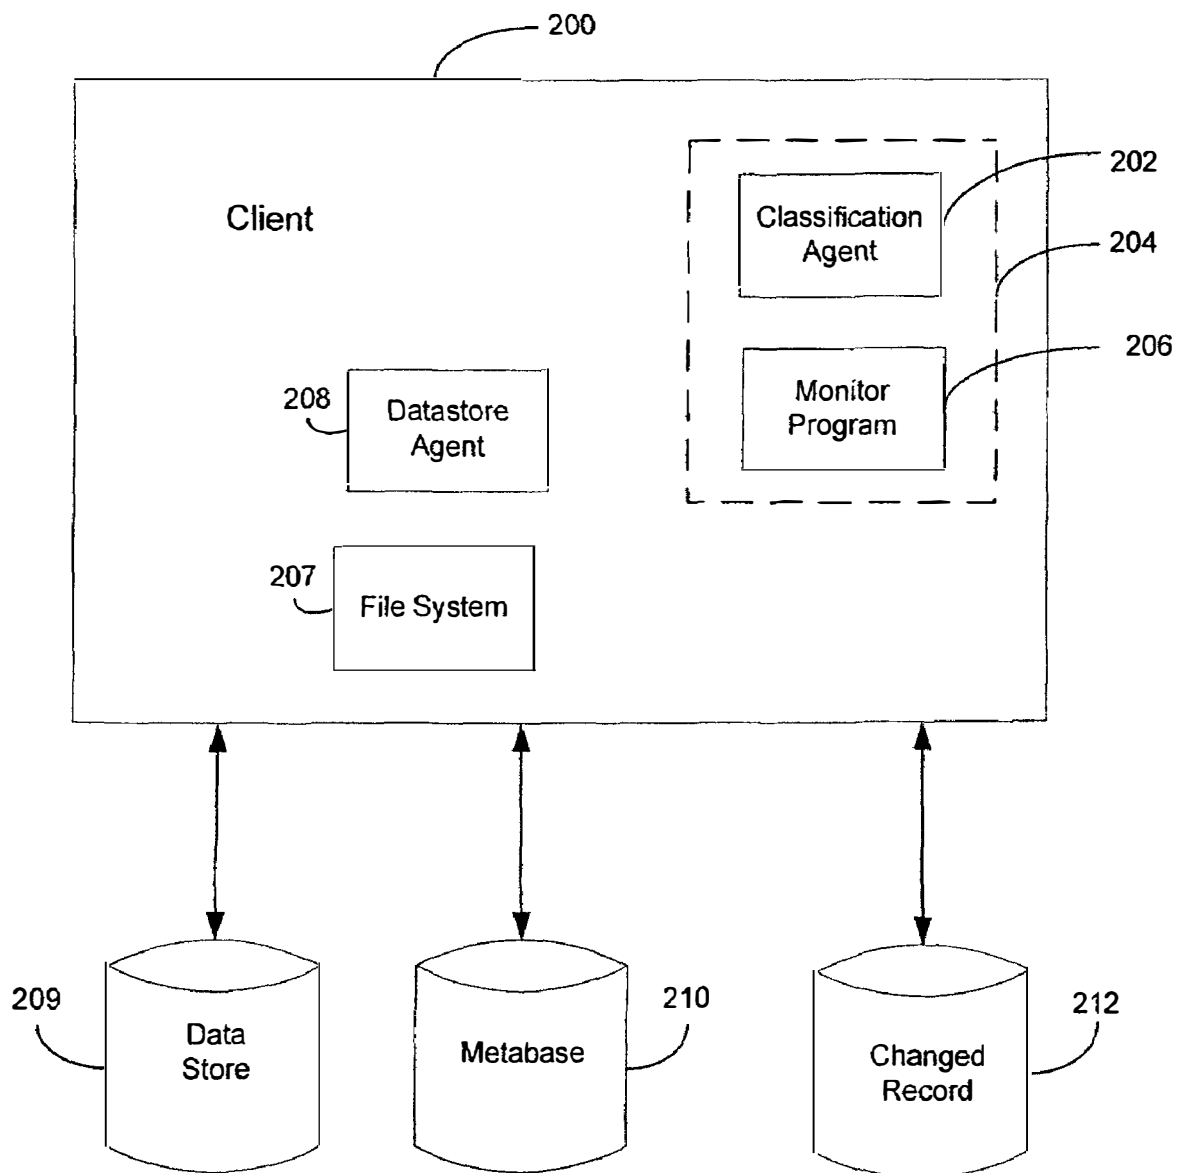 200
202
Client
Classification
Agent
204
206
Monitor
Program
208
Datastore
Agent
207
File System
209
Data
Store
Metabase
210
Changed
Record
212